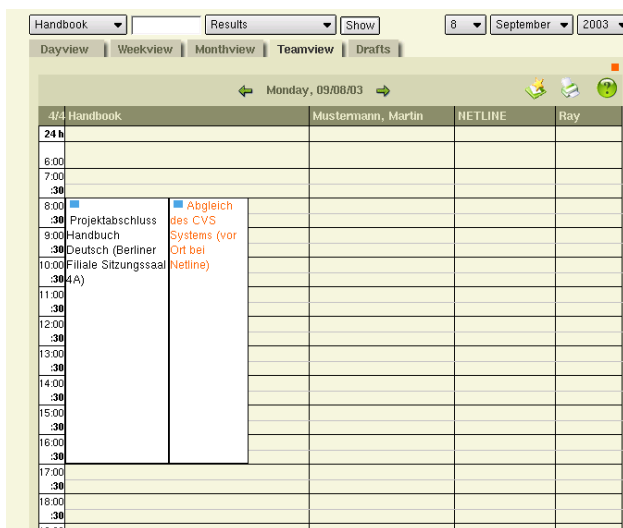 Handbook Results Show 8 September 2003
Dayview Weekview Monthview Teamview Drafts
Monday, 09/08/03
?
4/4 Handbook Mustermann, Martin NETLINE Ray
24 h
6:00
7:00
:30
8:00
:30
9:00
:30
10:00
:30
11:00
:30
12:00
:30
13:00
:30
14:00
:30
15:00
:30
16:00
:30
17:00
:30
18:00
:30
Projektabschluss
Handbuch
Deutsch (Berliner
Filiale Sitzungssaal
4A)
Abgleich
des CVS
Systems (vor
Ort bei
Netline)